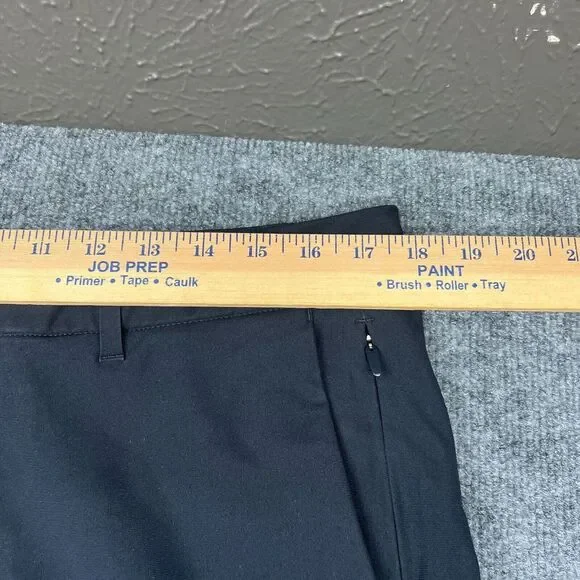 11 12 13 14 15 16 17 18 19 20
JOB PREP PAINT
• Primer • Tape • Caulk • Brush • Roller • Tray